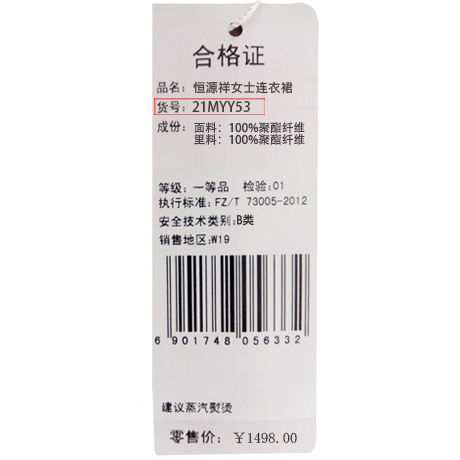 合格证
品名：恒源祥女士连衣裙
货号：21MYY53
成份：面料：100%聚酯纤维
里料：100%聚酯纤维
等级：一等品 检验：01
执行标准：FZ/T 73005-2012
安全技术类别：B类
销售地区：W19
6 901748 056332
建议蒸汽熨烫
零售价：￥1498.00